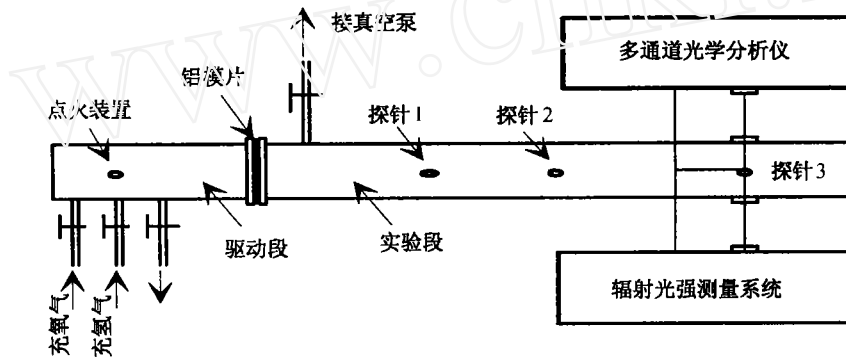 接真空泵
多通道光学分析仪
铝模片
点火装置
探针1
探针2
探针3
驱动段
实验段
辐射光强测量系统
充氧气
充氢气